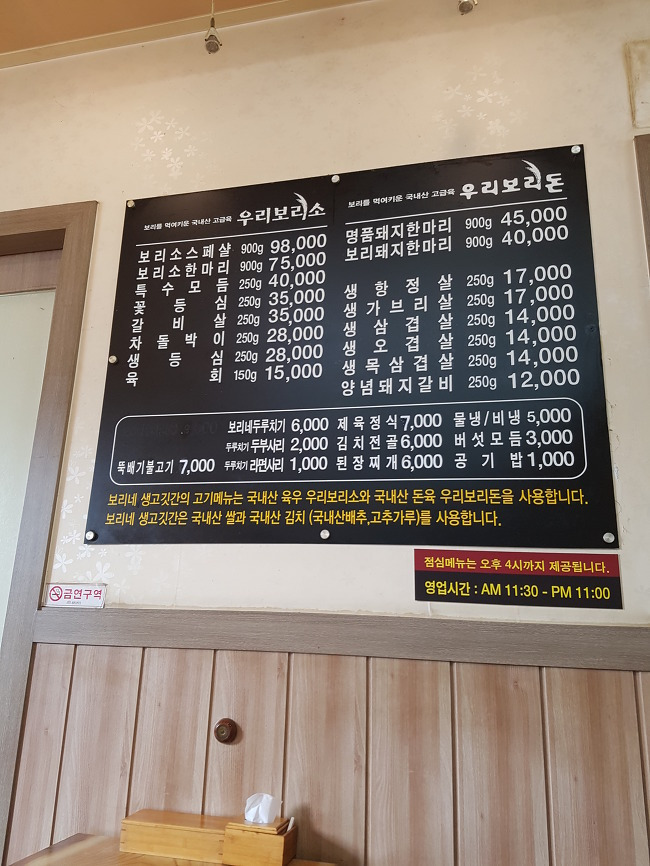 보리를 먹여키운 국내산 고급육 우리보리소
보리소스페샬 900g 98,000
보리소한마리 900g 75,000
특수모듬 250g 40,000
꽃등심 250g 35,000
갈비살 250g 35,000
차돌박이 250g 28,000
생등심 250g 28,000
육회 150g 15,000
보리를 먹여키운 국내산 고급육 우리보리돈
명품돼지한마리 900g 45,000
보리돼지한마리 900g 40,000
생항정살 250g 17,000
생가브리살 250g 17,000
생삼겹살 250g 14,000
생오겹살 250g 14,000
생목삼겹살 250g 14,000
양념돼지갈비 250g 12,000
보리네두루치기 6,000 제육정식 7,000 물냉/비냉 5,000
두루치기 두부사리 2,000 김치전골 6,000 버섯모듬 3,000
뚝배기불고기 7,000 두루치기 라면사리 1,000 된장찌개 6,000 공기밥 1,000
보리네 생고깃간의 고기메뉴는 국내산 육우 우리보리소와 국내산 돈육 우리보리돈을 사용합니다.
보리네 생고깃간은 국내산 쌀과 국내산 김치 (국내산배추,고추가루)를 사용합니다.
점심메뉴는 오후 4시까지 제공됩니다.
영업시간 : AM 11:30 - PM 11:00
금연구역